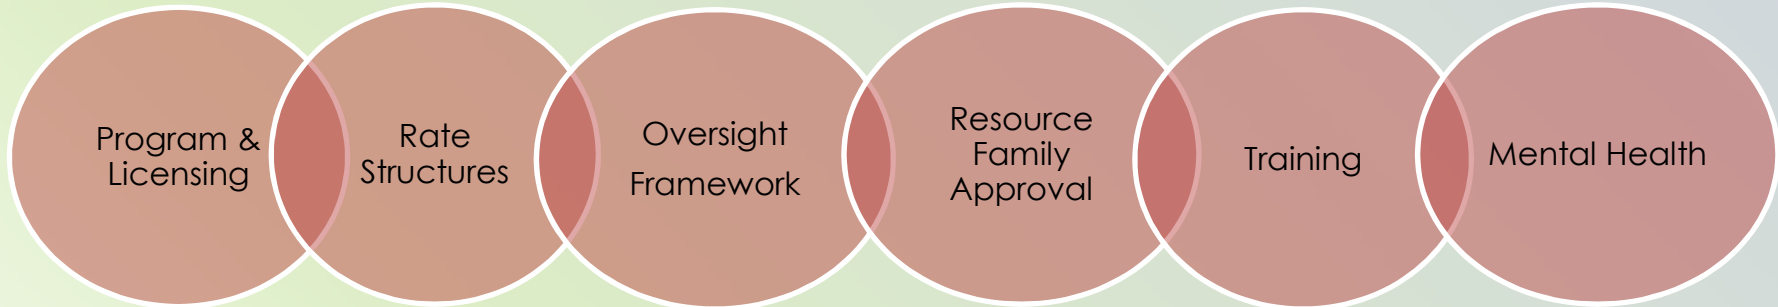 Program &
Licensing
Rate
Structures
Oversight
Framework
Resource
Family
Approval
Training
Mental Health